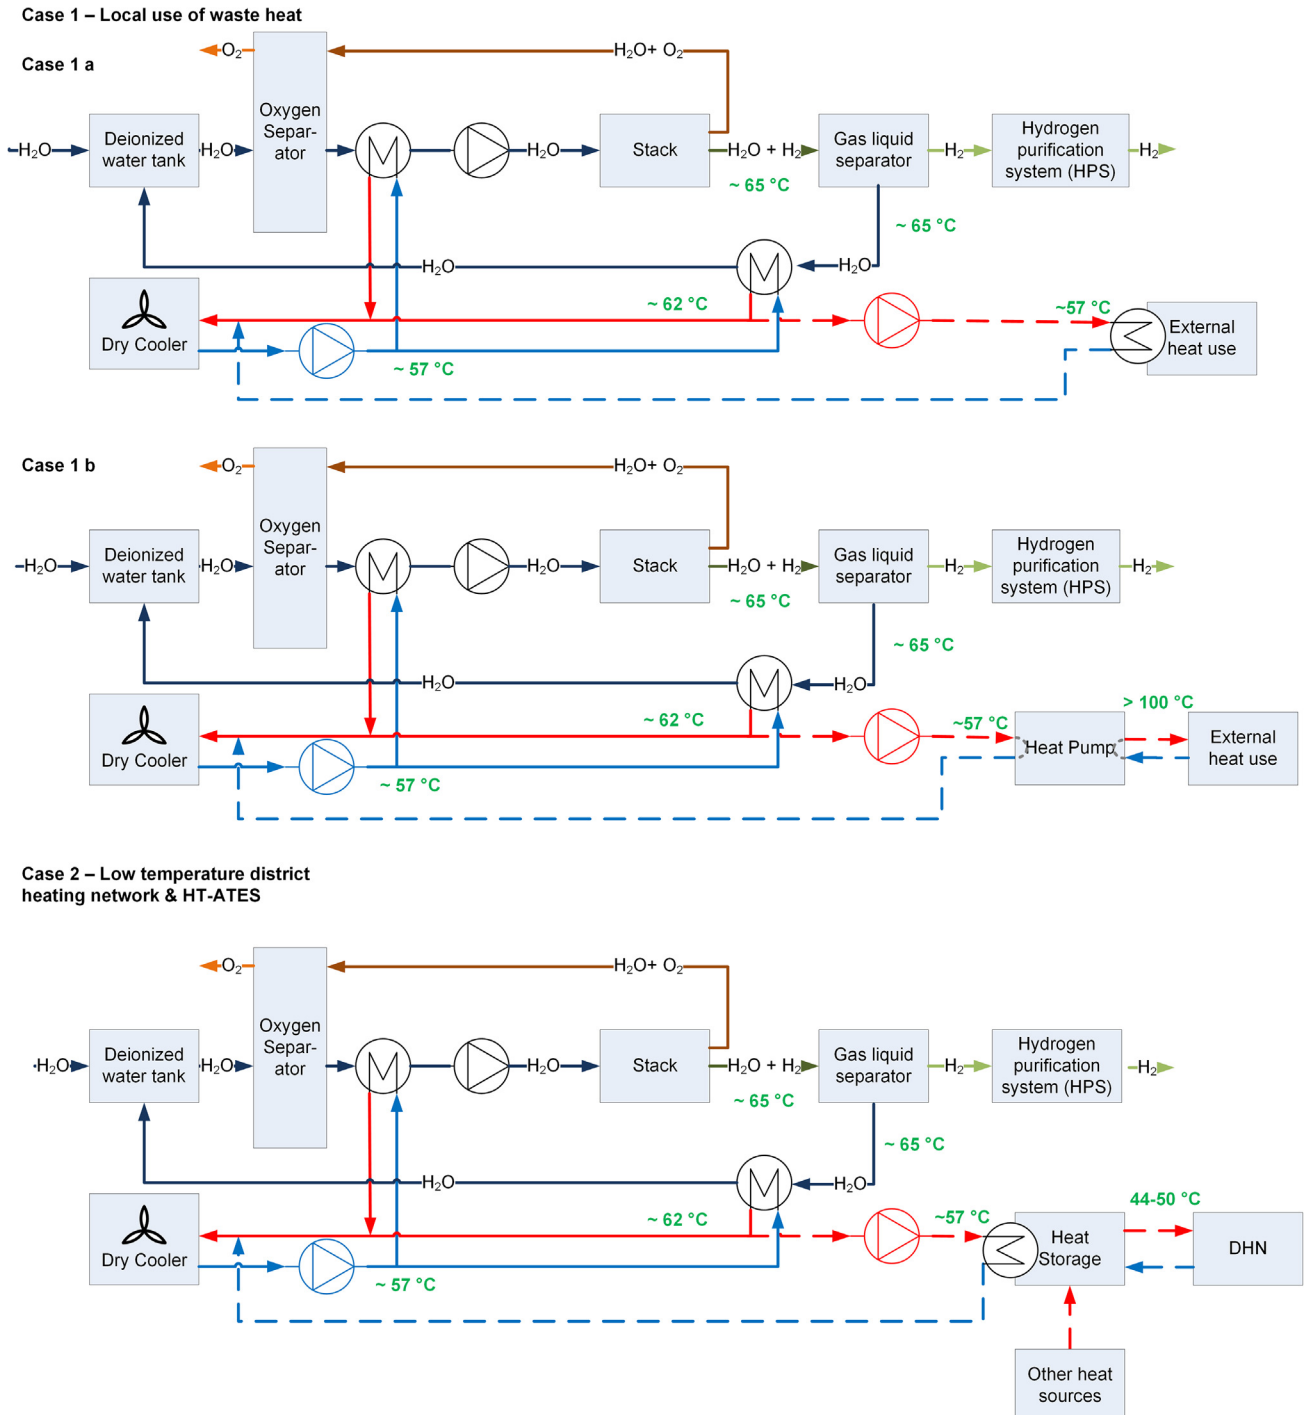 Case 1 – Local use of waste heat
Case 1 a
O₂
H₂O+ O₂
Oxygen
Separ-
ator
H₂O
Deionized
water tank
H₂O
H₂O
Stack
H₂O + H₂
~ 65 °C
Gas liquid
separator
H₂
Hydrogen
purification
system (HPS)
H₂
~ 65 °C
H₂O
H₂O
Dry Cooler
~ 62 °C
~ 57 °C
~57 °C
External
heat use
Case 1 b
O₂
H₂O+ O₂
Oxygen
Separ-
ator
H₂O
Deionized
water tank
H₂O
H₂O
Stack
H₂O + H₂
~ 65 °C
Gas liquid
separator
H₂
Hydrogen
purification
system (HPS)
H₂
~ 65 °C
H₂O
H₂O
Dry Cooler
~ 62 °C
~ 57 °C
~57 °C
Heat Pump
> 100 °C
External
heat use
Case 2 – Low temperature district
heating network & HT-ATES
O₂
H₂O+ O₂
Oxygen
Separ-
ator
H₂O
Deionized
water tank
H₂O
H₂O
Stack
H₂O + H₂
~ 65 °C
Gas liquid
separator
H₂
Hydrogen
purification
system (HPS)
H₂
~ 65 °C
H₂O
H₂O
Dry Cooler
~ 62 °C
~ 57 °C
~57 °C
Heat
Storage
44-50 °C
DHN
Other heat
sources